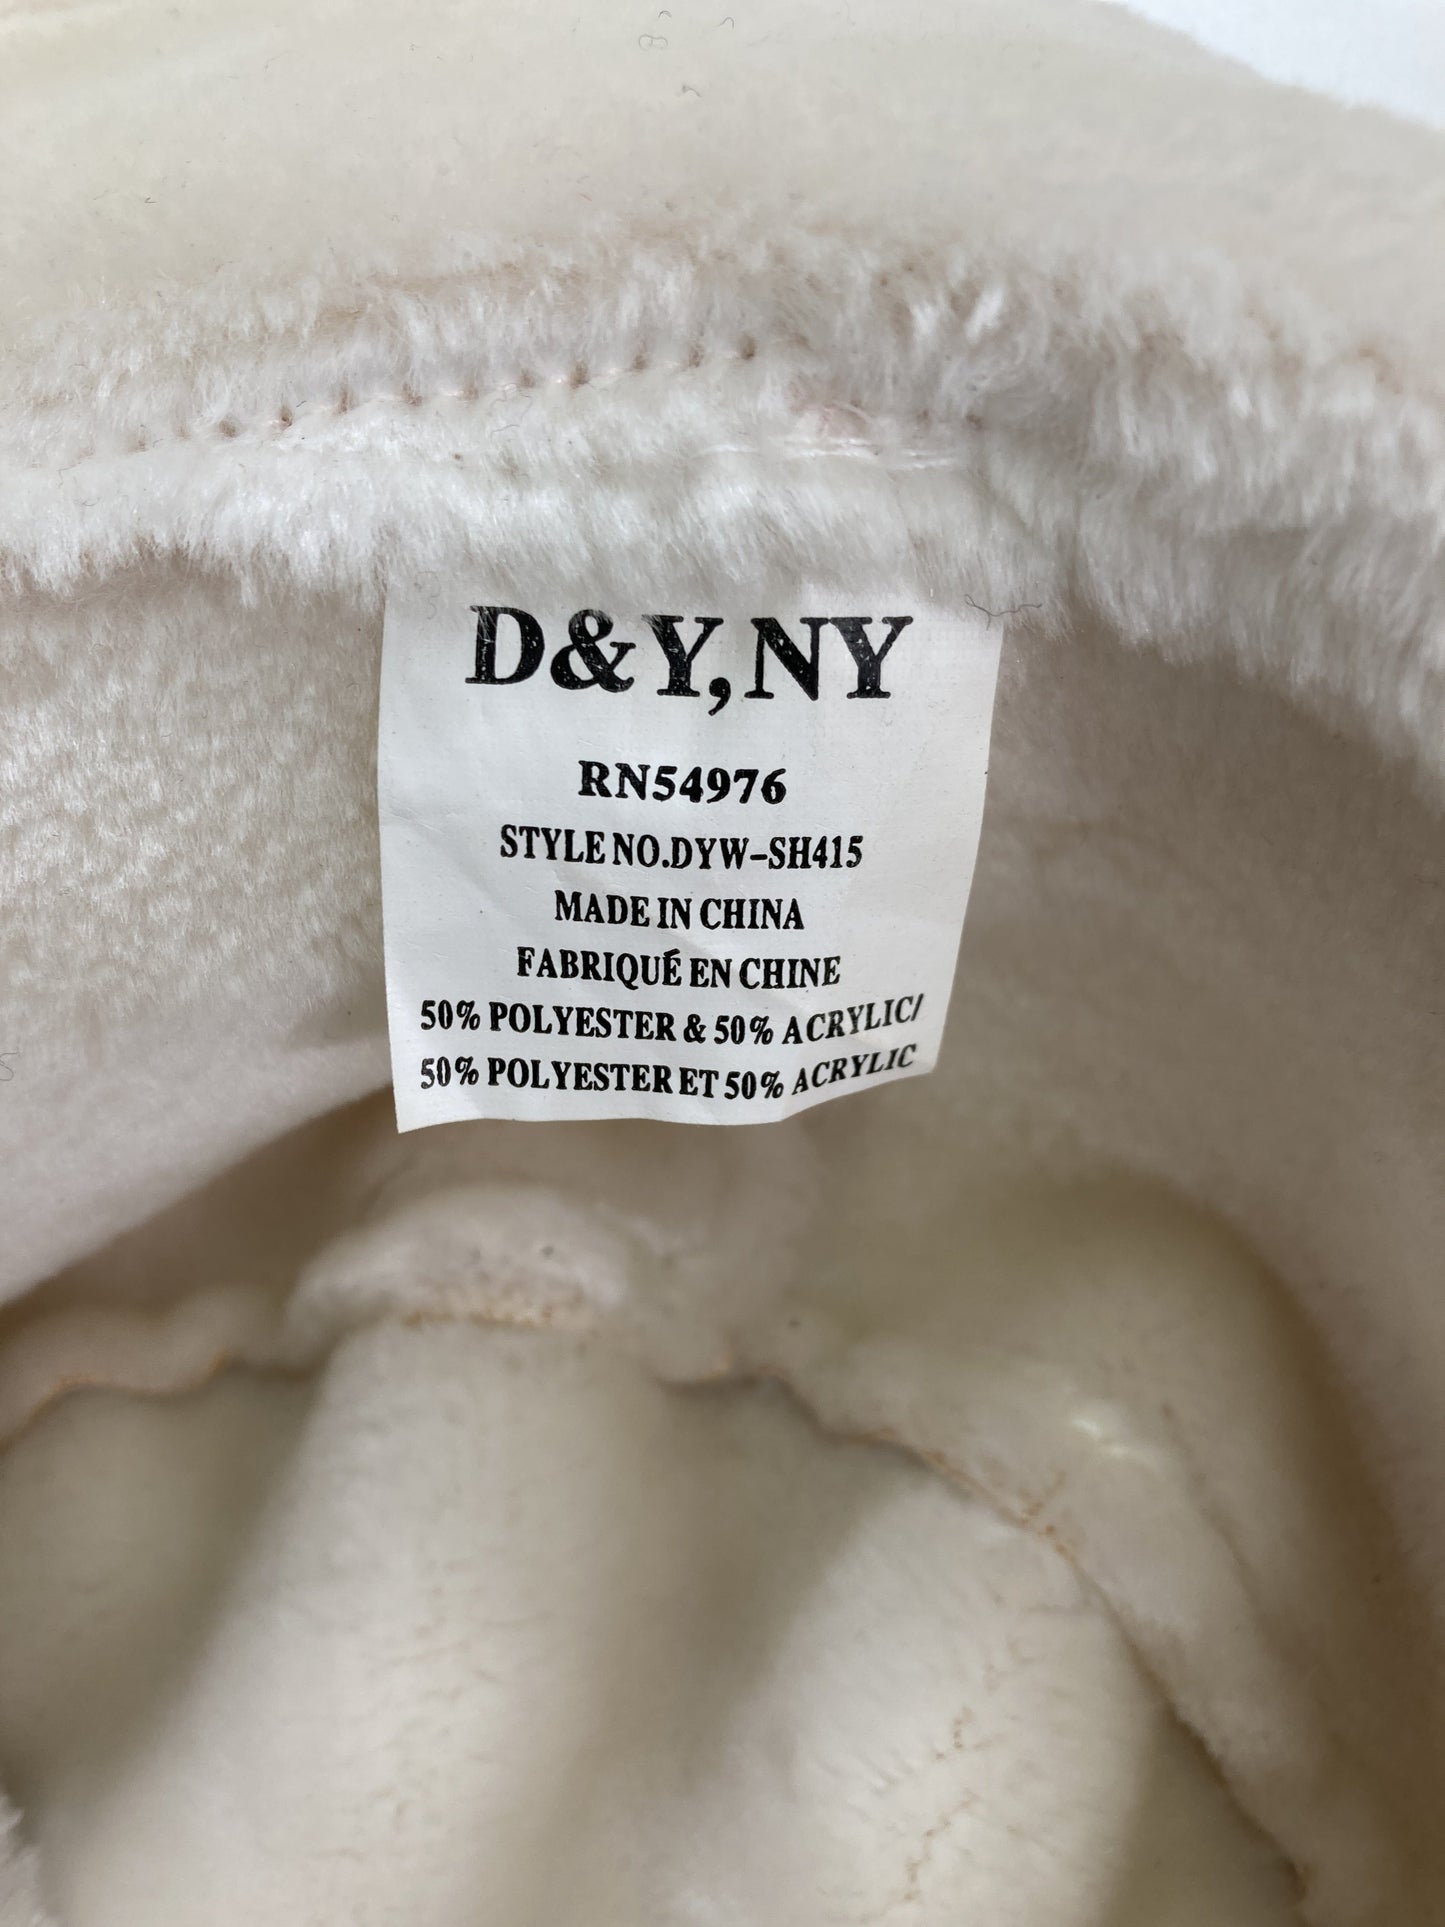 D&Y,NY
RN54976
STYLE NO.DYW-SH415
MADE IN CHINA
FABRIQUÉ EN CHINE
50% POLYESTER & 50% ACRYLIC/
50% POLYESTER ET 50% ACRYLIC